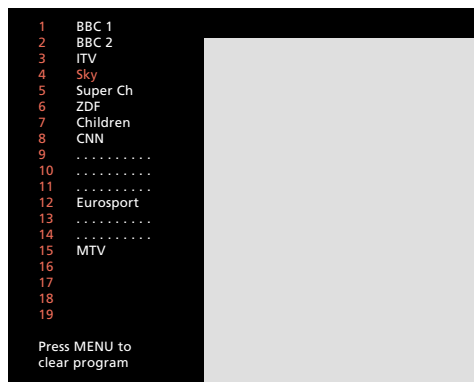 1 BBC 1
2 BBC 2
3 ITV
4 Sky
5 Super Ch
6 ZDF
7 Children
8 CNN
9 . . . . . . . . . .
10 . . . . . . . . . .
11 . . . . . . . . . .
12 Eurosport
13 . . . . . . . . . .
14 . . . . . . . . . .
15 MTV
16
17
18
19
Press MENU to
clear program